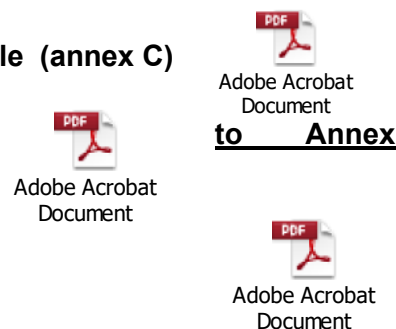 PDF
le (annex C)
Adobe Acrobat
Document
to Annex
PDF
Adobe Acrobat
Document
PDF
Adobe Acrobat
Document